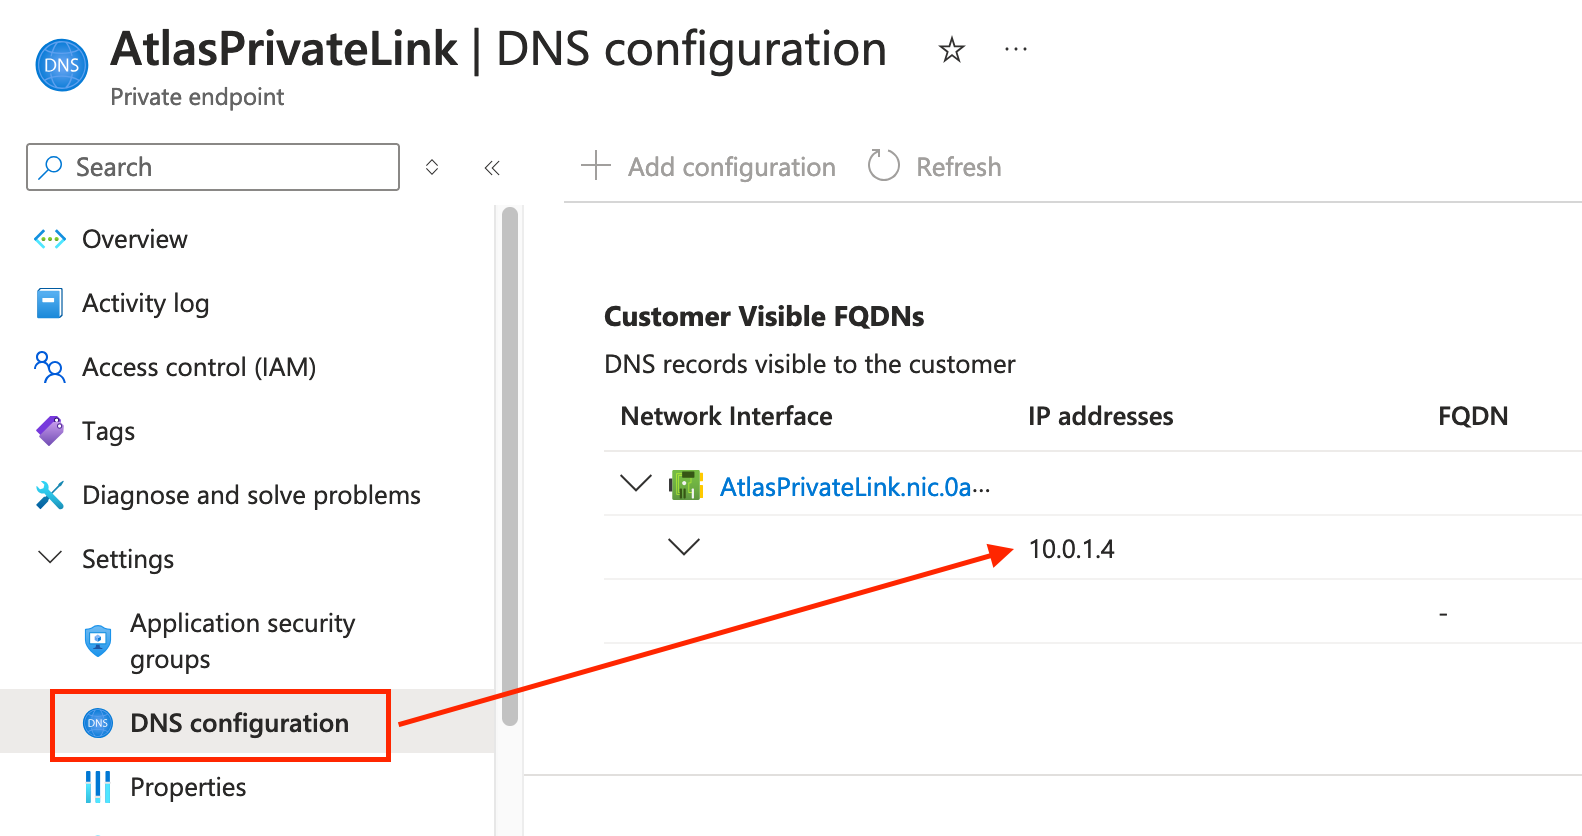 DNS
AtlasPrivateLink | DNS configuration
Private endpoint
Search
Add configuration
Refresh
Overview
Activity log
Access control (IAM)
Tags
Diagnose and solve problems
Settings
Application security
groups
DNS
DNS configuration
Properties
Customer Visible FQDNs
DNS records visible to the customer
Network Interface IP addresses FQDN
AtlasPrivateLink.nic.0a...
10.0.1.4
-